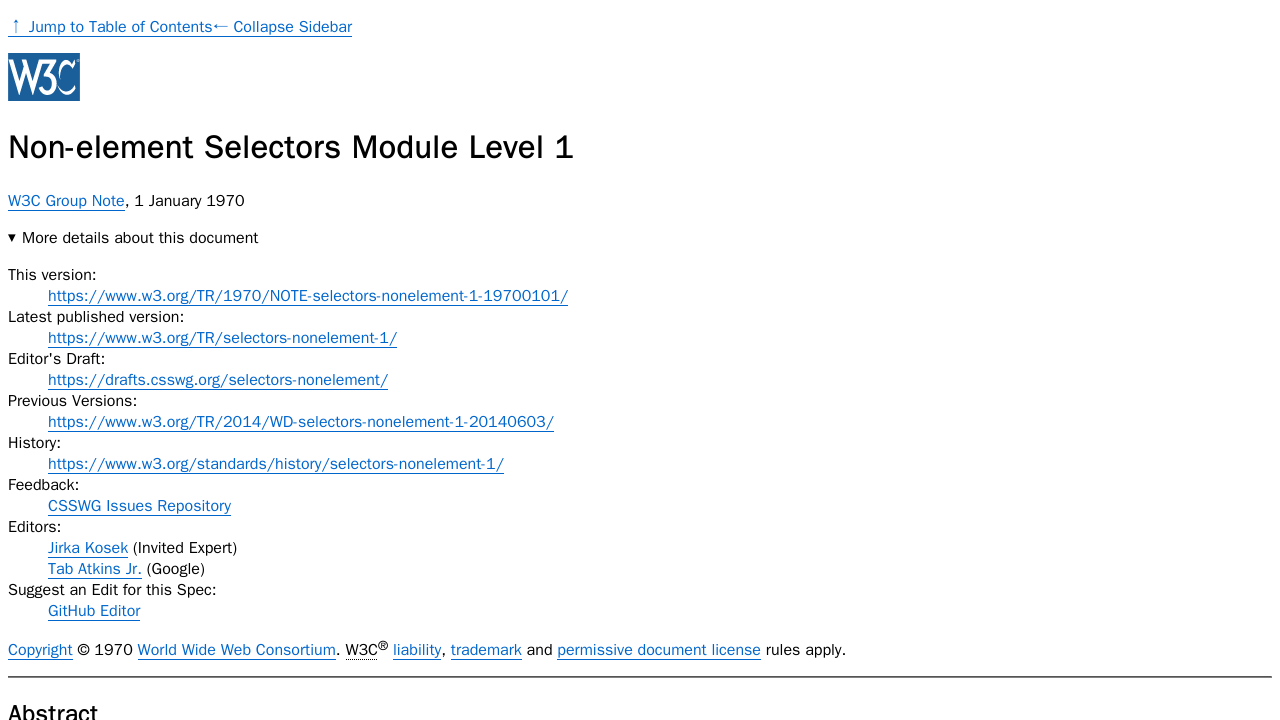 ↑ Jump to Table of Contents← Collapse Sidebar
W3C
Non-element Selectors Module Level 1
W3C Group Note, 1 January 1970
▾ More details about this document
This version:
https://www.w3.org/TR/1970/NOTE-selectors-nonelement-1-19700101/
Latest published version:
https://www.w3.org/TR/selectors-nonelement-1/
Editor's Draft:
https://drafts.csswg.org/selectors-nonelement/
Previous Versions:
https://www.w3.org/TR/2014/WD-selectors-nonelement-1-20140603/
History:
https://www.w3.org/standards/history/selectors-nonelement-1/
Feedback:
CSSWG Issues Repository
Editors:
Jirka Kosek (Invited Expert)
Tab Atkins Jr. (Google)
Suggest an Edit for this Spec:
GitHub Editor
Copyright © 1970 World Wide Web Consortium. W3C® liability, trademark and permissive document license rules apply.
Abstract